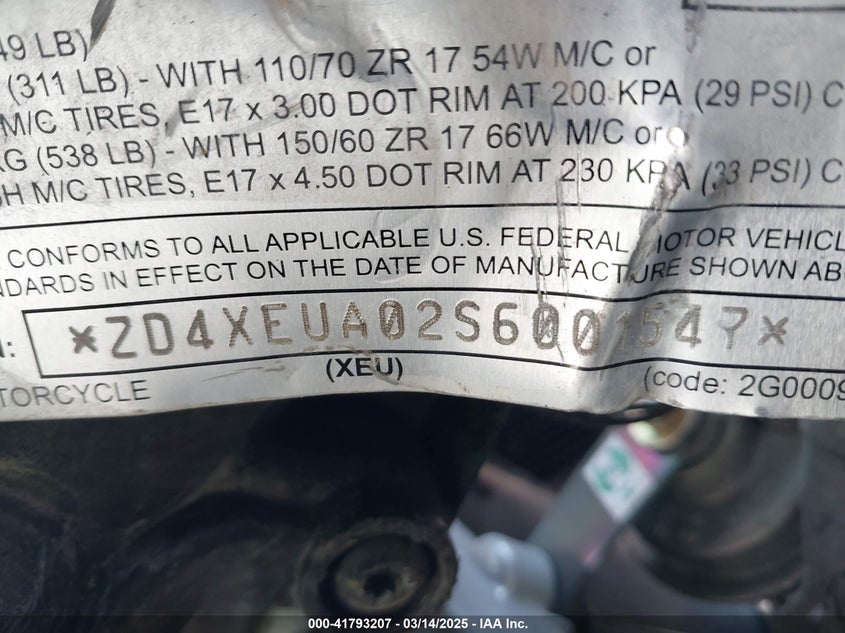 49 LB)
(311 LB) - WITH 110/70 ZR 17 54W M/C or
M/C TIRES, E17 x 3.00 DOT RIM AT 200 KPA (29 PSI) C
G (538 LB) - WITH 150/60 ZR 17 66W M/C or
H M/C TIRES, E17 x 4.50 DOT RIM AT 230 KPA (33 PSI) C
CONFORMS TO ALL APPLICABLE U.S. FEDERAL MOTOR VEHICL
NDARDS IN EFFECT ON THE DATE OF MANUFACTURE SHOWN AB
: *ZD4XEUA02S6001547*
TORCYCLE (XEU) (code: 2G0009
000-41793207 - 03/14/2025 - IAA Inc.